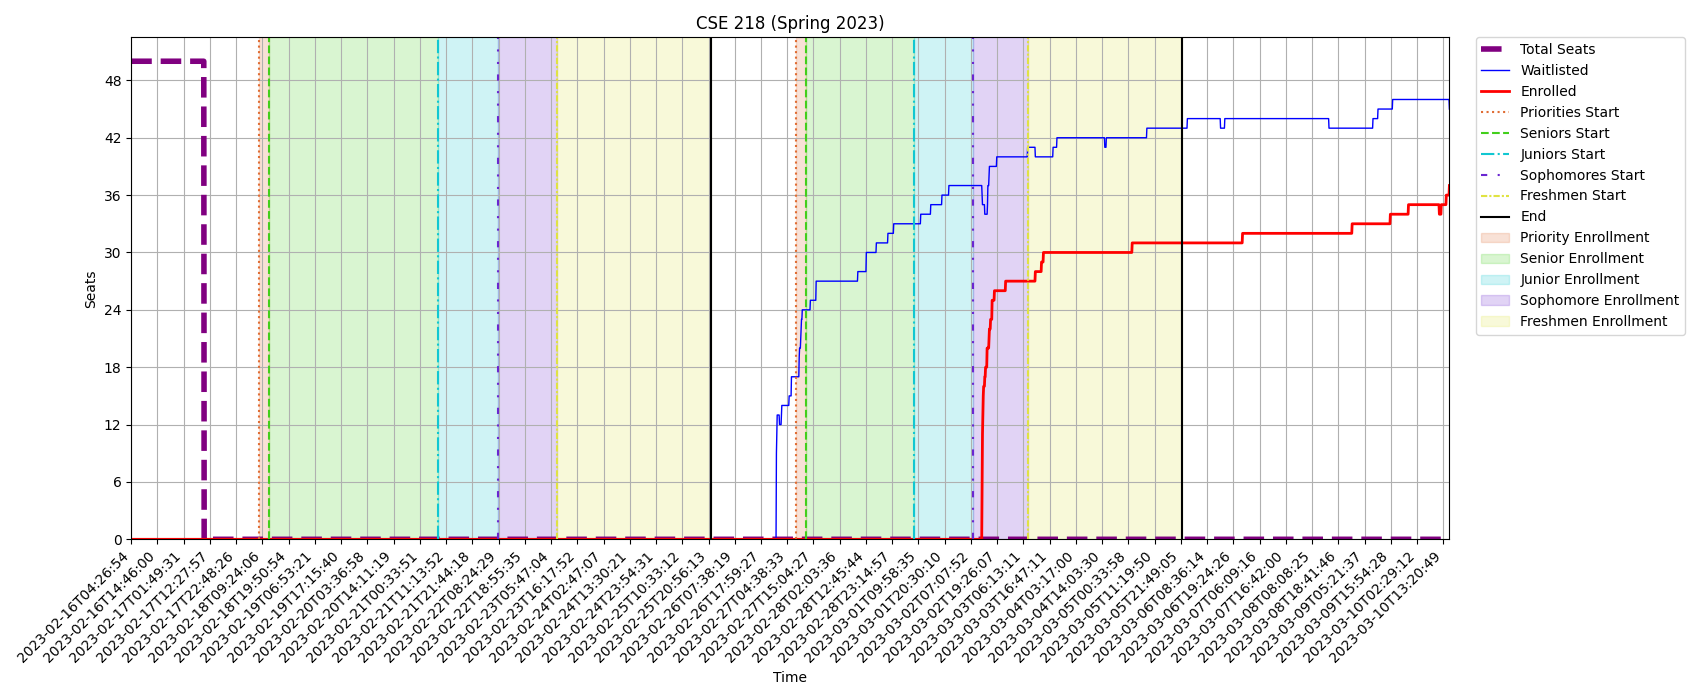 CSE 218 (Spring 2023)
Total Seats
Waitlisted
Enrolled
Priorities Start
Seniors Start
Juniors Start
Sophomores Start
Freshmen Start
End
Priority Enrollment
Senior Enrollment
Junior Enrollment
Sophomore Enrollment
Freshmen Enrollment
Seats
48
42
36
30
24
18
12
6
0
2023-02-16T04:26:54
2023-02-16T14:46:00
2023-02-17T01:49:31
2023-02-17T12:27:57
2023-02-17T22:48:26
2023-02-18T09:24:06
2023-02-18T19:50:54
2023-02-19T06:53:21
2023-02-19T17:15:40
2023-02-20T03:36:58
2023-02-20T14:11:19
2023-02-21T00:33:51
2023-02-21T11:13:52
2023-02-21T21:44:18
2023-02-22T08:24:29
2023-02-22T18:55:35
2023-02-23T05:47:04
2023-02-23T16:17:52
2023-02-24T02:47:07
2023-02-24T13:30:21
2023-02-24T23:54:31
2023-02-25T10:33:12
2023-02-25T20:56:13
2023-02-26T07:38:19
2023-02-26T17:59:27
2023-02-27T04:38:33
2023-02-27T15:04:27
2023-02-28T02:03:36
2023-02-28T12:45:44
2023-02-28T23:14:57
2023-03-01T09:58:35
2023-03-01T20:30:10
2023-03-02T07:07:52
2023-03-02T19:26:07
2023-03-03T06:13:11
2023-03-03T16:47:11
2023-03-04T03:17:00
2023-03-04T14:03:30
2023-03-05T00:33:58
2023-03-05T11:19:50
2023-03-05T21:49:05
2023-03-06T08:36:14
2023-03-06T19:24:26
2023-03-07T06:09:16
2023-03-07T16:42:00
2023-03-08T08:08:25
2023-03-08T18:41:46
2023-03-09T05:21:37
2023-03-09T15:54:28
2023-03-10T02:29:12
2023-03-10T13:20:49
Time